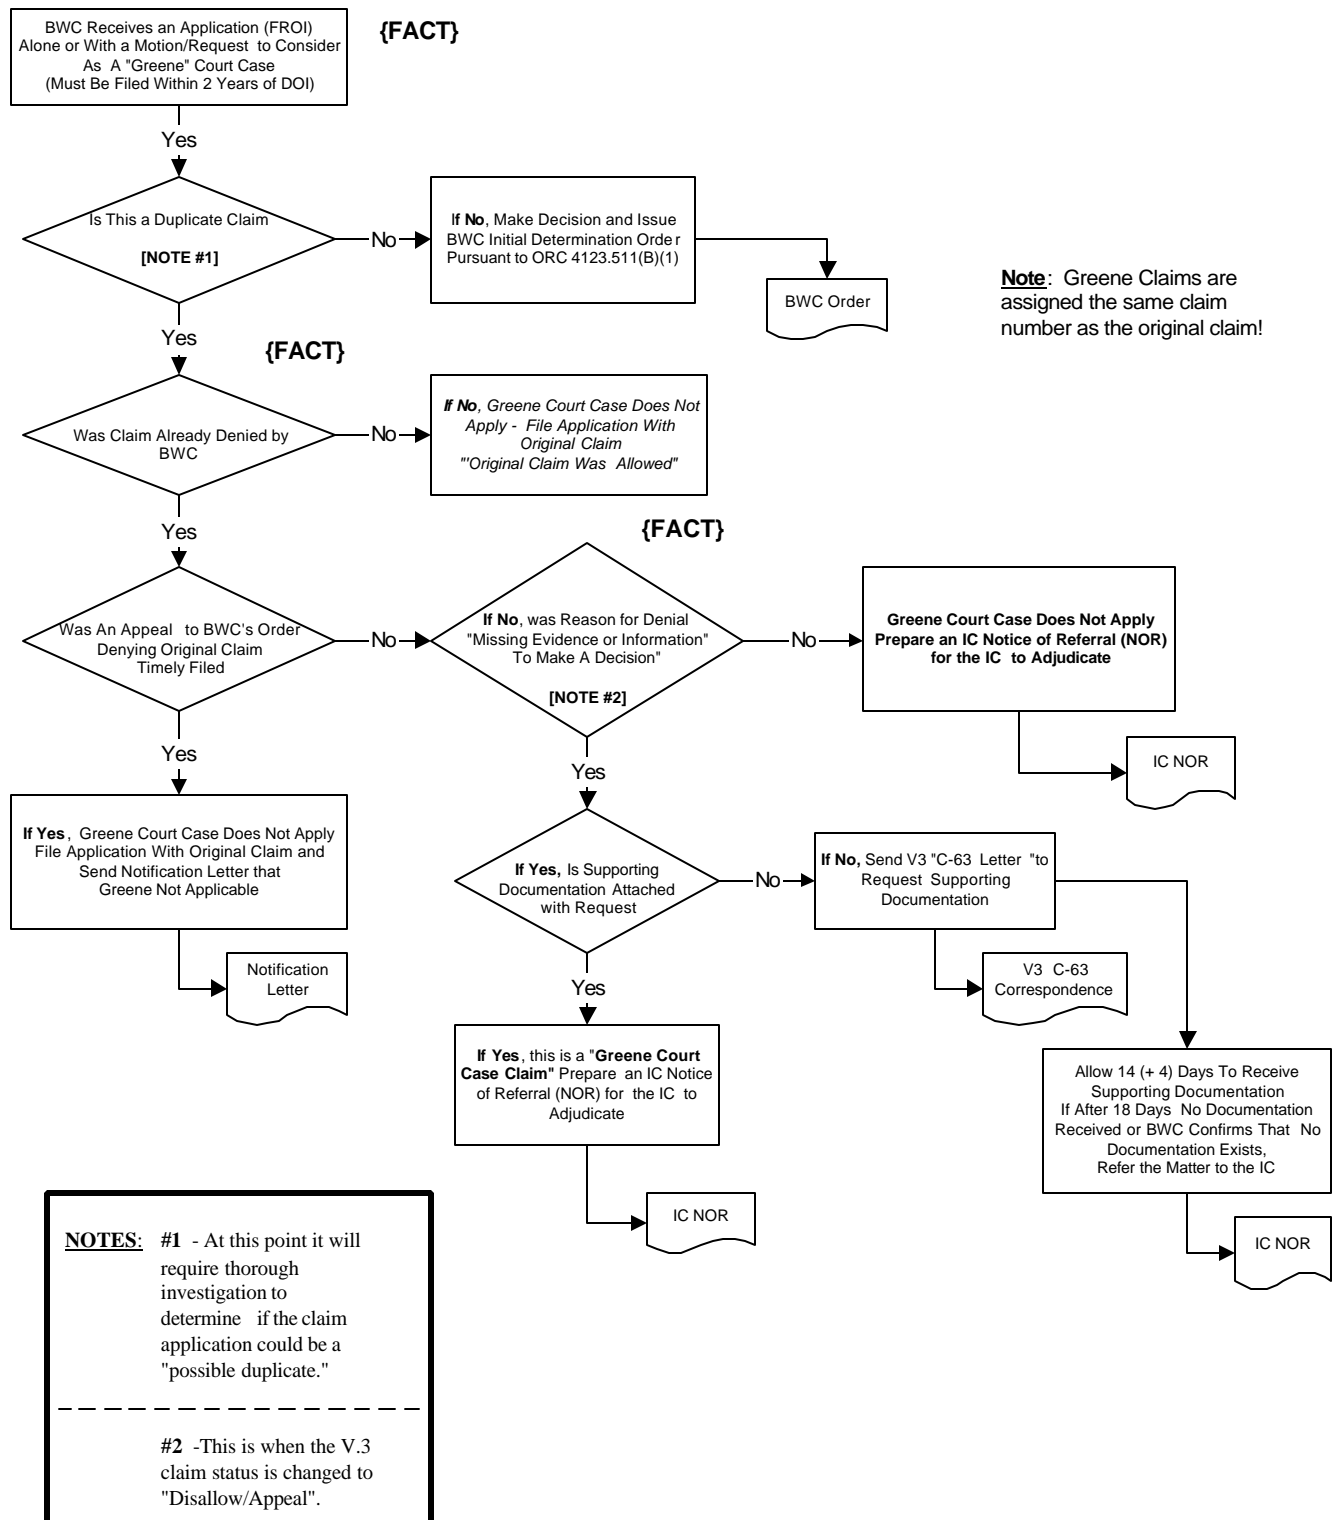 BWC Receives an Application (FROI)
Alone or With a Motion/Request to Consider
As A "Greene" Court Case
(Must Be Filed Within 2 Years of DOI)
{FACT}
Yes
Is This a Duplicate Claim
[NOTE #1]
No
If No, Make Decision and Issue
BWC Initial Determination Order
Pursuant to ORC 4123.511(B)(1)
BWC Order
Note: Greene Claims are
assigned the same claim
number as the original claim!
Yes
{FACT}
Was Claim Already Denied by
BWC
No
If No, Greene Court Case Does Not
Apply - File Application With
Original Claim
"'Original Claim Was Allowed"
Yes
{FACT}
Was An Appeal to BWC's Order
Denying Original Claim
Timely Filed
No
If No, was Reason for Denial
"Missing Evidence or Information"
To Make A Decision"
[NOTE #2]
No
Greene Court Case Does Not Apply
Prepare an IC Notice of Referral (NOR)
for the IC to Adjudicate
IC NOR
Yes
If Yes, Greene Court Case Does Not Apply
File Application With Original Claim and
Send Notification Letter that
Greene Not Applicable
Notification
Letter
Yes
If Yes, Is Supporting
Documentation Attached
with Request
No
If No, Send V3 "C-63 Letter "to
Request Supporting
Documentation
V3 C-63
Correspondence
Yes
If Yes, this is a "Greene Court
Case Claim" Prepare an IC Notice
of Referral (NOR) for the IC to
Adjudicate
IC NOR
Allow 14 (+ 4) Days To Receive
Supporting Documentation
If After 18 Days No Documentation
Received or BWC Confirms That No
Documentation Exists,
Refer the Matter to the IC
IC NOR
NOTES: #1 - At this point it will
require thorough
investigation to
determine if the claim
application could be a
"possible duplicate."
#2 -This is when the V.3
claim status is changed to
"Disallow/Appeal".